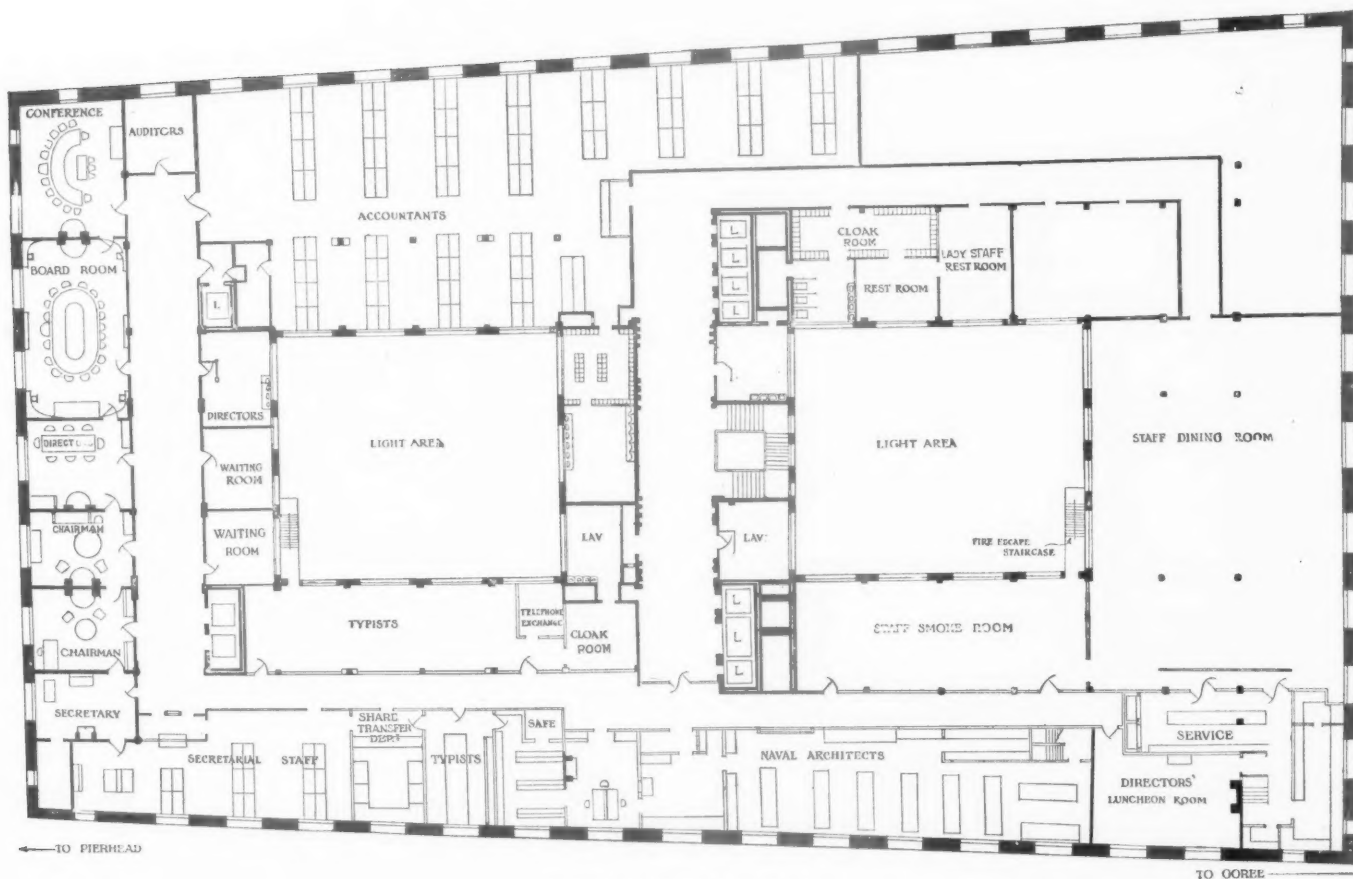 CONFERENCE
AUDITORS
ACCOUNTANTS
BOARD ROOM
L
L
L
L
L
CLOAK
ROOM
LADY STAFF
REST ROOM
REST ROOM
DIRECTORS
LIGHT AREA
LIGHT AREA
STAFF DINING ROOM
WAITING
ROOM
CHAIRMAN
WAITING
ROOM
LAV
LAV:
FIRE ESCAPE
STAIRCASE
TYPISTS
TELEPHONE
EXCHANGE
CLOAK
ROOM
L
L
L
STAFF SMOKE ROOM
CHAIRMAN
SECRETARY
SHARE
TRANSFER
DEPT
SAFE
SERVICE
SECRETARIAL STAFF
TYPISTS
NAVAL ARCHITECTS
DIRECTORS'
LUNCHEON ROOM
TO PIERHEAD
TO GOREE